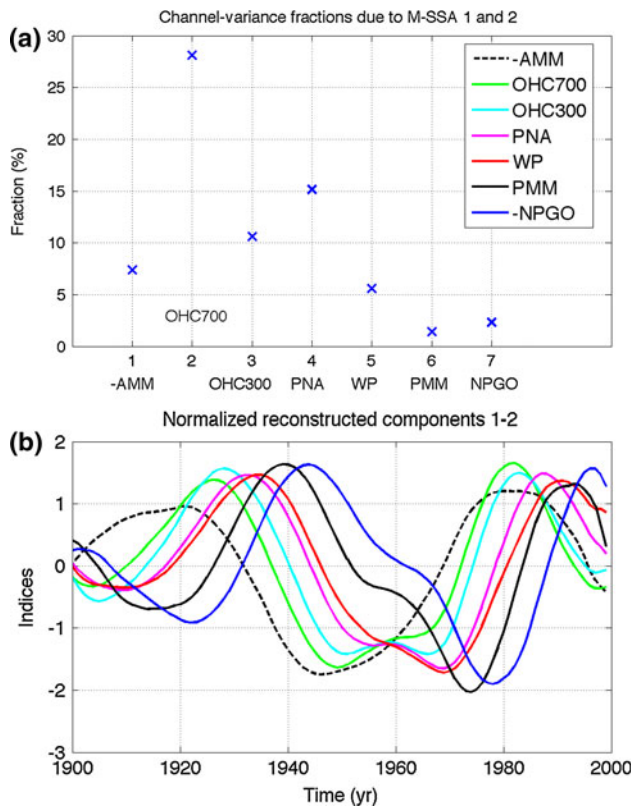 Channel-variance fractions due to M-SSA 1 and 2
(a)
30
25
20
15
10
5
0
Fraction (%)
-AMM
OHC700
OHC300
PNA
WP
PMM
-NPGO
OHC700
1 2 3 4 5 6 7
-AMM OHC300 PNA WP PMM NPGO
(b)
Normalized reconstructed components 1-2
2
1
0
-1
-2
-3
Indices
1900 1920 1940 1960 1980 2000
Time (yr)